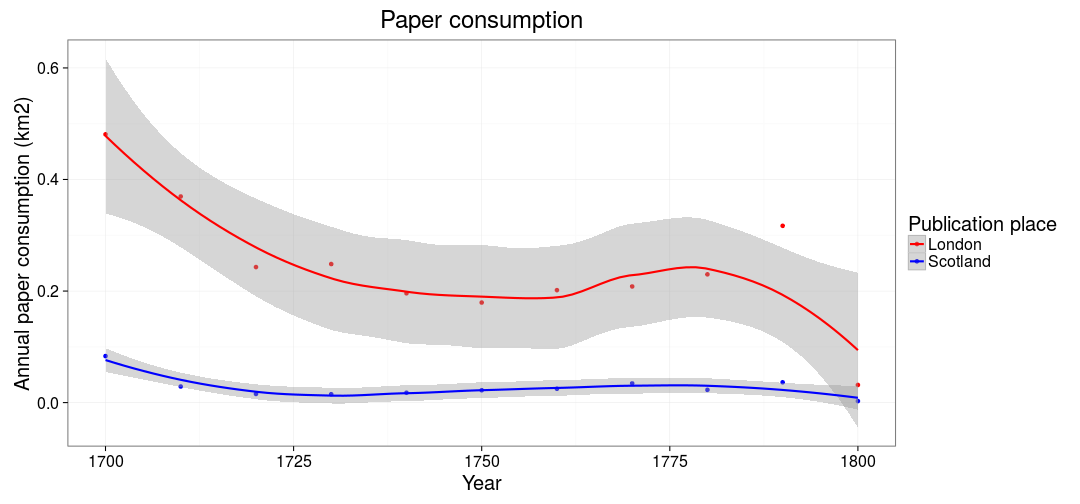 Paper consumption
Annual paper consumption (km2)
0.6
0.4
0.2
0.0
1700 1725 1750 1775 1800
Year
Publication place
London
Scotland